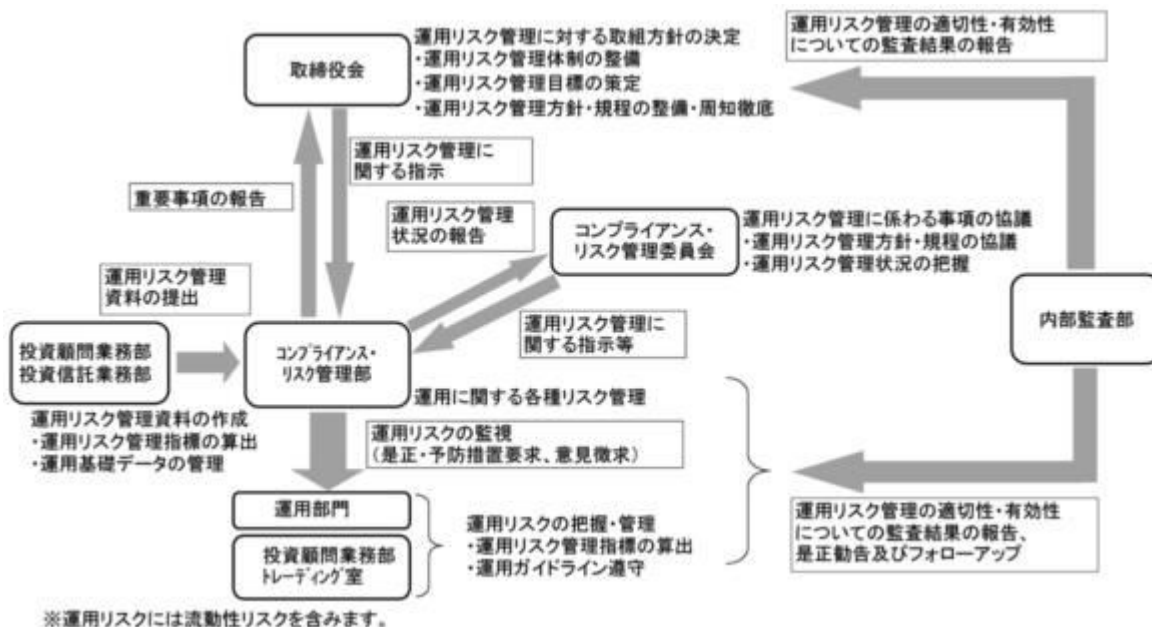 取締役会
運用リスク管理に対する取組方針の決定
・運用リスク管理体制の整備
・運用リスク管理目標の策定
・運用リスク管理方針・規程の整備・周知徹底
運用リスク管理の適切性・有効性
についての監査結果の報告
運用リスク管理に
関する指示
重要事項の報告
運用リスク管理
状況の報告
コンプライアンス・
リスク管理委員会
運用リスク管理に係わる事項の協議
・運用リスク管理方針・規程の協議
・運用リスク管理状況の把握
運用リスク管理
資料の提出
内部監査部
投資顧問業務部
投資信託業務部
コンプライアンス・
リスク管理部
運用リスク管理に
関する指示等
運用に関する各種リスク管理
運用リスク管理資料の作成
・運用リスク管理指標の算出
・運用基礎データの管理
運用リスクの監視
(是正・予防措置要求、意見徴求)
運用部門
投資顧問業務部
トレーディング室
運用リスクの把握・管理
・運用リスク管理指標の算出
・運用ガイドライン遵守
運用リスク管理の適切性・有効性
についての監査結果の報告、
是正勧告及びフォローアップ
※運用リスクには流動性リスクを含みます。